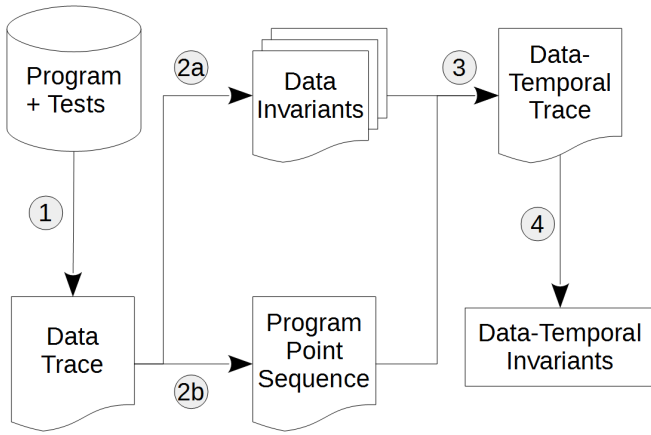 Program
+ Tests
1
Data
Trace
2a
2b
Data
Invariants
Program
Point
Sequence
3
Data-
Temporal
Trace
4
Data-Temporal
Invariants